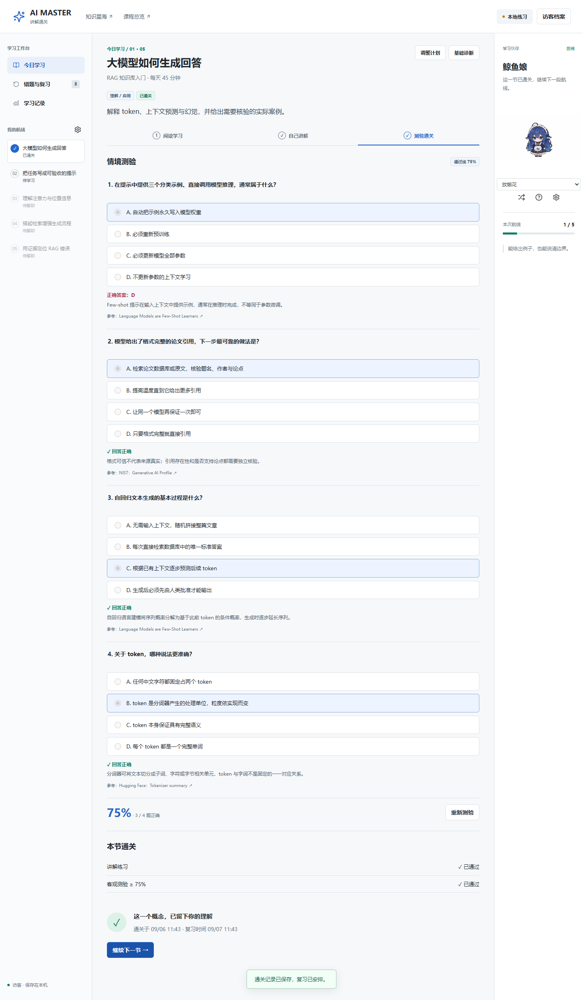 AI MASTER
讲解通关
知识星海 ↗
课程总览 ↗
本地练习
访客档案
学习工作台
今日学习
错题与复习
3
学习记录
我的航线
✓
大模型如何生成回答
已通关
02
把任务写成可验收的提示
待学习
03
理解注意力与位置信息
待解锁
04
搭起检索增强生成流程
待解锁
05
用证据定位 RAG 错误
待解锁
访客 · 保存在本机
今日学习 / 01 • 05
大模型如何生成回答
RAG 知识库入门 · 每天 45 分钟
调整计划
基础诊断
理解 / 应用
已通关
解释 token、上下文预测与幻觉，并给出需要核验的实际案例。
1 阅读学习
✓ 自己讲解
✓ 测验通关
情境测验
通过线 75%
1. 在提示中提供三个分类示例、直接调用模型推理，通常属于什么？
A. 自动把示例永久写入模型权重
B. 必须重新预训练
C. 必须更新模型全部参数
D. 不更新参数的上下文学习
正确答案：D
Few-shot 提示在输入上下文中提供示例，通常在推理时完成，不等同于参数微调。
参考：Language Models are Few-Shot Learners ↗
2. 模型给出了格式完整的论文引用，下一步最可靠的做法是？
A. 检索论文数据库或原文，核验题名、作者与论点
B. 提高温度直到它给出更多引用
C. 让同一个模型再保证一次即可
D. 只要格式完整就直接引用
✓ 回答正确
格式可信不代表来源真实；引用存在性和是否支持论点都需要独立核验。
参考：NIST：Generative AI Profile ↗
3. 自回归文本生成的基本过程是什么？
A. 无需输入上下文，随机拼接整篇文章
B. 每次直接检索数据库中的唯一标准答案
C. 根据已有上下文逐步预测后续 token
D. 生成后必须先由人类批准才能输出
✓ 回答正确
自回归语言建模将序列概率分解为基于此前 token 的条件概率，生成时逐步延长序列。
参考：Language Models are Few-Shot Learners ↗
4. 关于 token，哪种说法更准确？
A. 任何中文字符都固定占两个 token
B. token 是分词器产生的处理单位，粒度依实现而变
C. token 本身保证具有完整语义
D. 每个 token 都是一个完整单词
✓ 回答正确
分词器可将文本切分成子词、字符或字节相关单元，token 与字词不是固定的一一对应关系。
参考：Hugging Face：Tokenizer summary ↗
75% · 3 / 4 题正确
重新测验
本节通关
讲解练习
✓ 已通过
客观测验 ≥ 75%
✓ 已通过
✓
这一个概念，已留下你的理解
通关于 09/06 11:43 · 复习时间 09/07 11:43
继续下一节 →
通关记录已保存，复习已安排。
学习伙伴
在线
鲸鱼娘
这一节已通关，继续下一段航
线。
放烟花
本次航线
1 / 5
能给出例子，也能说清边界。